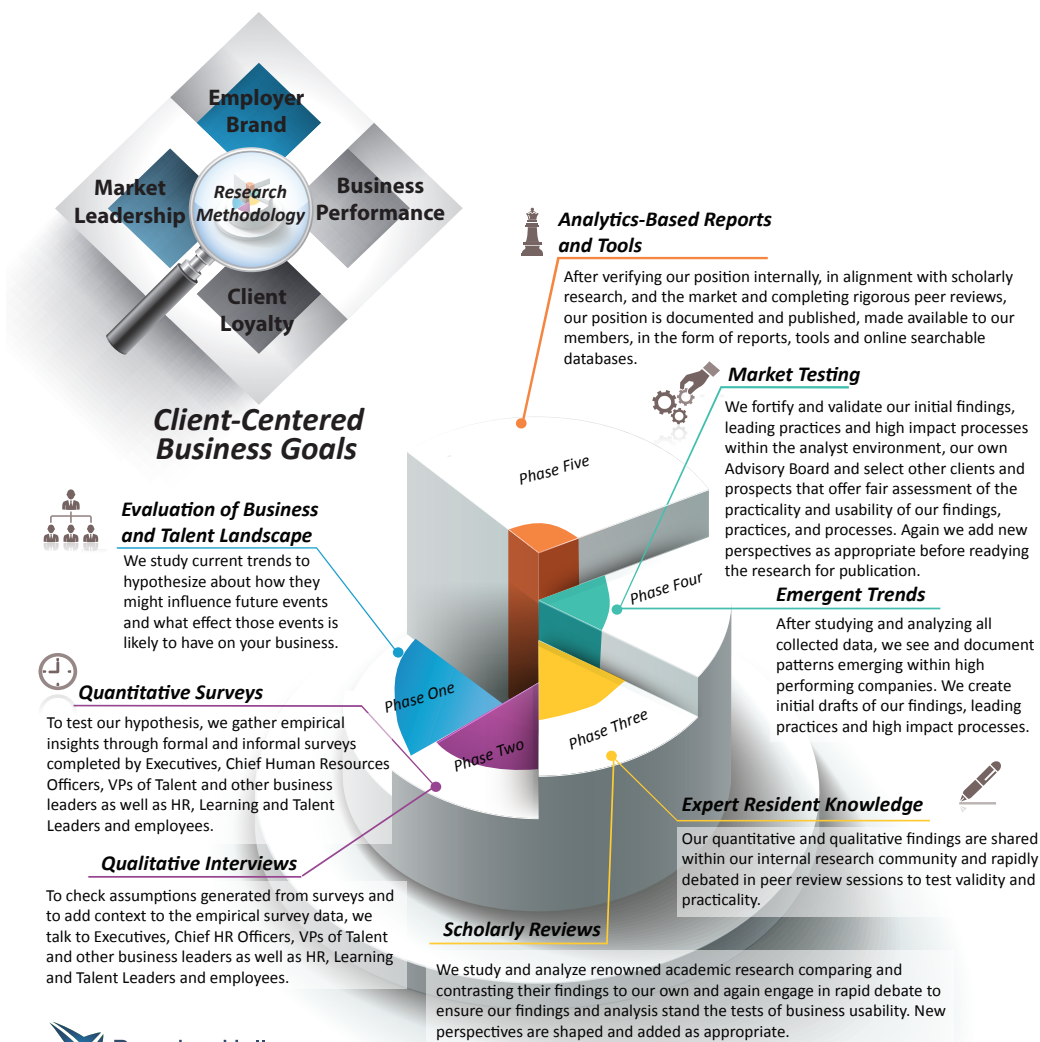 Employer
Brand
Market
Leadership
Research
Methodology
Business
Performance
Client
Loyalty
Client-Centered
Business Goals
Analytics-Based Reports
and Tools
After verifying our position internally, in alignment with scholarly
research, and the market and completing rigorous peer reviews,
our position is documented and published, made available to our
members, in the form of reports, tools and online searchable
databases.
Market Testing
We fortify and validate our initial findings,
leading practices and high impact processes
within the analyst environment, our own
Advisory Board and select other clients and
prospects that offer fair assessment of the
practicality and usability of our findings,
practices, and processes. Again we add new
perspectives as appropriate before readying
the research for publication.
Emergent Trends
After studying and analyzing all
collected data, we see and document
patterns emerging within high
performing companies. We create
initial drafts of our findings, leading
practices and high impact processes.
Evaluation of Business
and Talent Landscape
We study current trends to
hypothesize about how they
might influence future events
and what effect those events is
likely to have on your business.
Quantitative Surveys
To test our hypothesis, we gather empirical
insights through formal and informal surveys
completed by Executives, Chief Human Resources
Officers, VPs of Talent and other business
leaders as well as HR, Learning and Talent
Leaders and employees.
Qualitative Interviews
To check assumptions generated from surveys and
to add context to the empirical survey data, we
talk to Executives, Chief HR Officers, VPs of Talent
and other business leaders as well as HR, Learning
and Talent Leaders and employees.
Phase Five
Phase Four
Phase One
Phase Two
Phase Three
Expert Resident Knowledge
Our quantitative and qualitative findings are shared
within our internal research community and rapidly
debated in peer review sessions to test validity and
practicality.
Scholarly Reviews
We study and analyze renowned academic research comparing and
contrasting their findings to our own and again engage in rapid debate to
ensure our findings and analysis stand the tests of business usability. New
perspectives are shaped and added as appropriate.